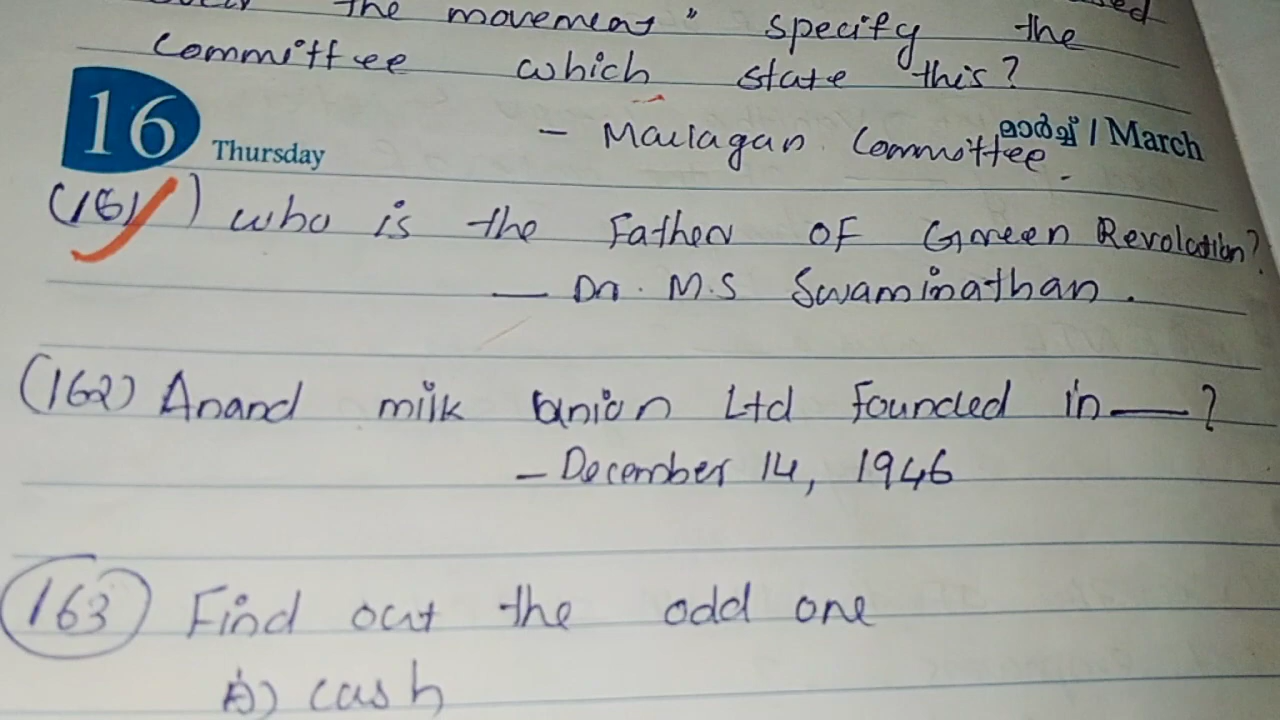 the movement" specify the
committee which state this?
16 Thursday
മാർച്ച് / March
- Maclagan Committee.
(161) who is the Father of Green Revolution?
— Dr. M.S Swaminathan.
(162) Anand milk union Ltd founded in — ?
- December 14, 1946
(163) Find out the odd one
A) cash